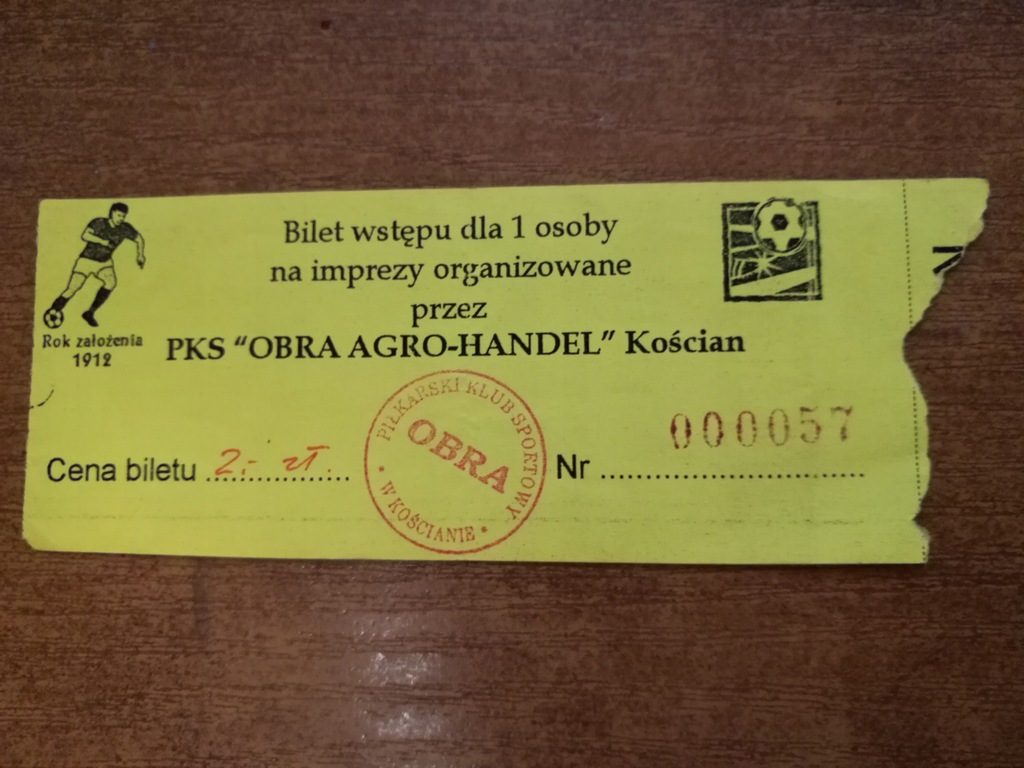 Bilet wstępu dla 1 osoby
na imprezy organizowane
przez
PKS “OBRA AGRO-HANDEL” Kościan
Rok założenia
1912
Cena biletu 2,- zł
PIŁKARSKI KLUB SPORTOWY
OBRA
• W KOŚCIANIE •
Nr 000057